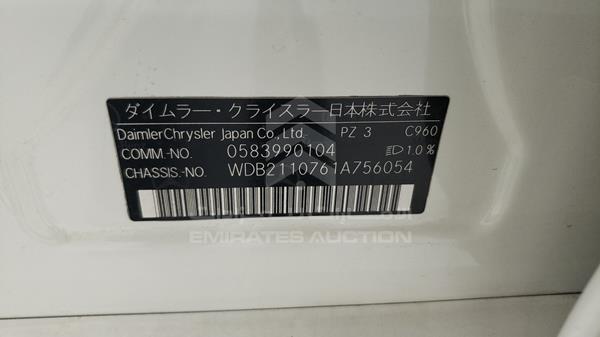 ダイムラー・クライスラー日本株式会社
DaimlerChrysler Japan Co., Ltd. PZ 3 C960
COMM.-NO. 0583990104 1.0%
CHASSIS.-NO. WDB2110761A756054
EMIRATES AUCTION